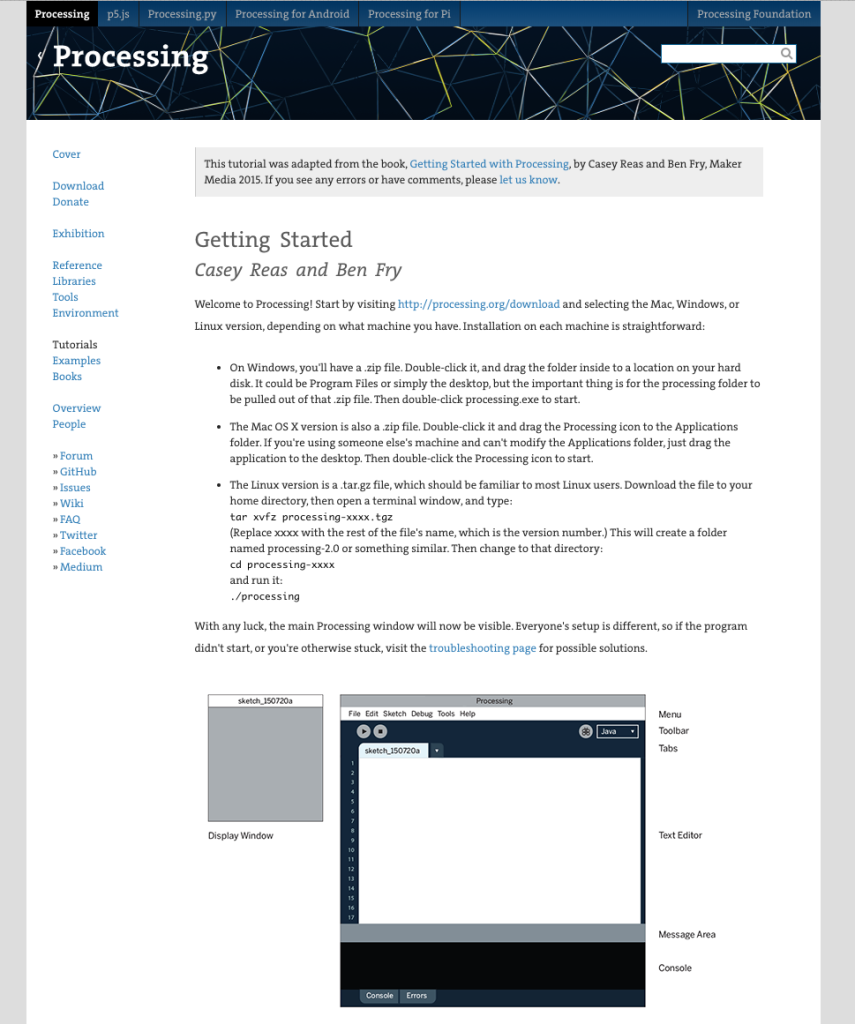 Processing p5.js Processing.py Processing for Android Processing for Pi Processing Foundation
Processing
Cover
Download
Donate
Exhibition
Reference
Libraries
Tools
Environment
Tutorials
Examples
Books
Overview
People
» Forum
» GitHub
» Issues
» Wiki
» FAQ
» Twitter
» Facebook
» Medium
This tutorial was adapted from the book, Getting Started with Processing, by Casey Reas and Ben Fry, Maker
Media 2015. If you see any errors or have comments, please let us know.
Getting Started
Casey Reas and Ben Fry
Welcome to Processing! Start by visiting http://processing.org/download and selecting the Mac, Windows, or
Linux version, depending on what machine you have. Installation on each machine is straightforward:
• On Windows, you'll have a .zip file. Double-click it, and drag the folder inside to a location on your hard
disk. It could be Program Files or simply the desktop, but the important thing is for the processing folder to
be pulled out of that .zip file. Then double-click processing.exe to start.
• The Mac OS X version is also a .zip file. Double-click it and drag the Processing icon to the Applications
folder. If you're using someone else's machine and can't modify the Applications folder, just drag the
application to the desktop. Then double-click the Processing icon to start.
• The Linux version is a .tar.gz file, which should be familiar to most Linux users. Download the file to your
home directory, then open a terminal window, and type:
tar xvfz processing-xxxx.tgz
(Replace xxxx with the rest of the file's name, which is the version number.) This will create a folder
named processing-2.0 or something similar. Then change to that directory:
cd processing-xxxx
and run it:
./processing
With any luck, the main Processing window will now be visible. Everyone's setup is different, so if the program
didn't start, or you're otherwise stuck, visit the troubleshooting page for possible solutions.
sketch_150720a
Display Window
Processing
File Edit Sketch Debug Tools Help
Java
sketch_150720a
1
2
3
4
5
6
7
8
9
10
11
12
13
14
15
16
17
Console Errors
Menu
Toolbar
Tabs
Text Editor
Message Area
Console